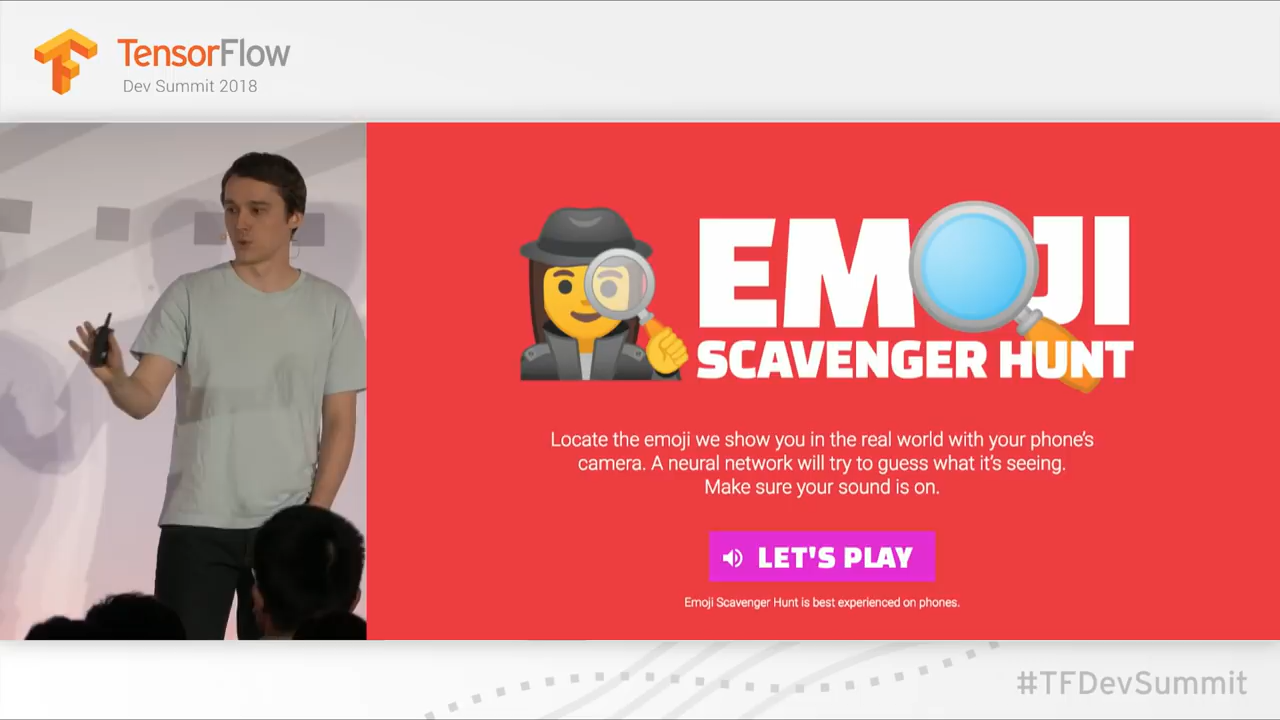 TensorFlow
Dev Summit 2018
EMOJI
SCAVENGER HUNT
Locate the emoji we show you in the real world with your phone's
camera. A neural network will try to guess what it's seeing.
Make sure your sound is on.
LET'S PLAY
Emoji Scavenger Hunt is best experienced on phones.
#TFDevSummit